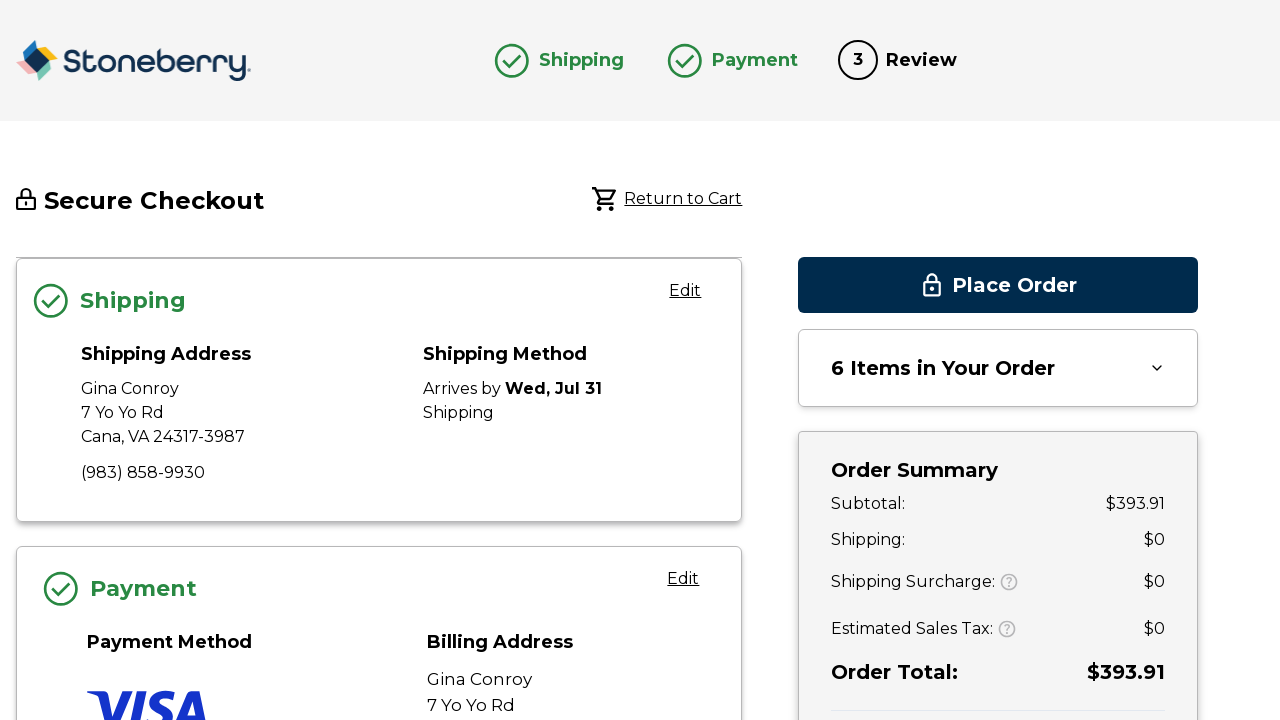 Stoneberry.
Shipping
Payment
3 Review
Secure Checkout
Return to Cart
Shipping
Edit
Shipping Address
Gina Conroy
7 Yo Yo Rd
Cana, VA 24317-3987
(983) 858-9930
Shipping Method
Arrives by Wed, Jul 31
Shipping
Payment
Edit
Payment Method
VISA
Billing Address
Gina Conroy
7 Yo Yo Rd
Place Order
6 Items in Your Order
Order Summary
Subtotal: $393.91
Shipping: $0
Shipping Surcharge: ? $0
Estimated Sales Tax: ? $0
Order Total: $393.91